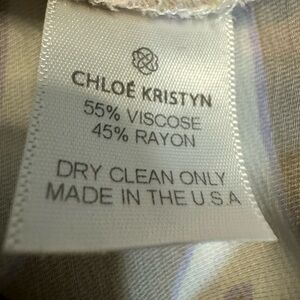 CHLOÉ KRISTYN
55% VISCOSE
45% RAYON
DRY CLEAN ONLY
MADE IN THE U.S.A